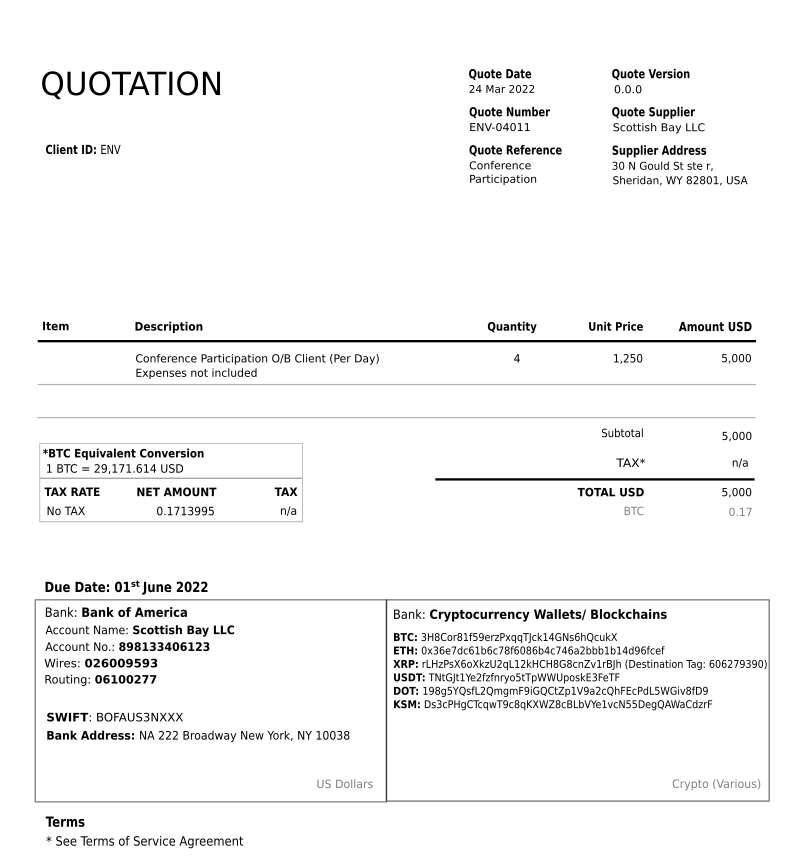 QUOTATION
Client ID: ENV
Quote Date
24 Mar 2022
Quote Number
ENV-04011
Quote Reference
Conference
Participation
Quote Version
0.0.0
Quote Supplier
Scottish Bay LLC
Supplier Address
30 N Gould St ste r,
Sheridan, WY 82801, USA
Item Description Quantity Unit Price Amount USD
Conference Participation O/B Client (Per Day) 4 1,250 5,000
Expenses not included
Subtotal 5,000
TAX* n/a
TOTAL USD 5,000
BTC 0.17
*BTC Equivalent Conversion
1 BTC = 29,171.614 USD
TAX RATE NET AMOUNT TAX
No TAX 0.1713995 n/a
Due Date: 01st June 2022
Bank: Bank of America
Account Name: Scottish Bay LLC
Account No.: 898133406123
Wires: 026009593
Routing: 06100277
SWIFT: BOFAUS3NXXX
Bank Address: NA 222 Broadway New York, NY 10038
US Dollars
Bank: Cryptocurrency Wallets/ Blockchains
BTC: 3H8Cor81f59erzPxqqTJck14GNs6hQcukX
ETH: 0x36e7dc61b6c78f6086b4c746a2bbb1b14d96fcef
XRP: rLHzPsX6oXkzU2qL12kHCH8G8cnZv1rBJh (Destination Tag: 606279390)
USDT: TNtGJt1Ye2fzfnryo5tTpWWUposkE3FeTF
DOT: 198g5YQsfL2QmgmF9iGQCtZp1V9a2cQhFEcPdL5WGiv8fD9
KSM: Ds3cPHgCTcqwT9c8qKXWZ8cBLbVYe1vcN55DegQAWaCdzrF
Crypto (Various)
Terms
* See Terms of Service Agreement